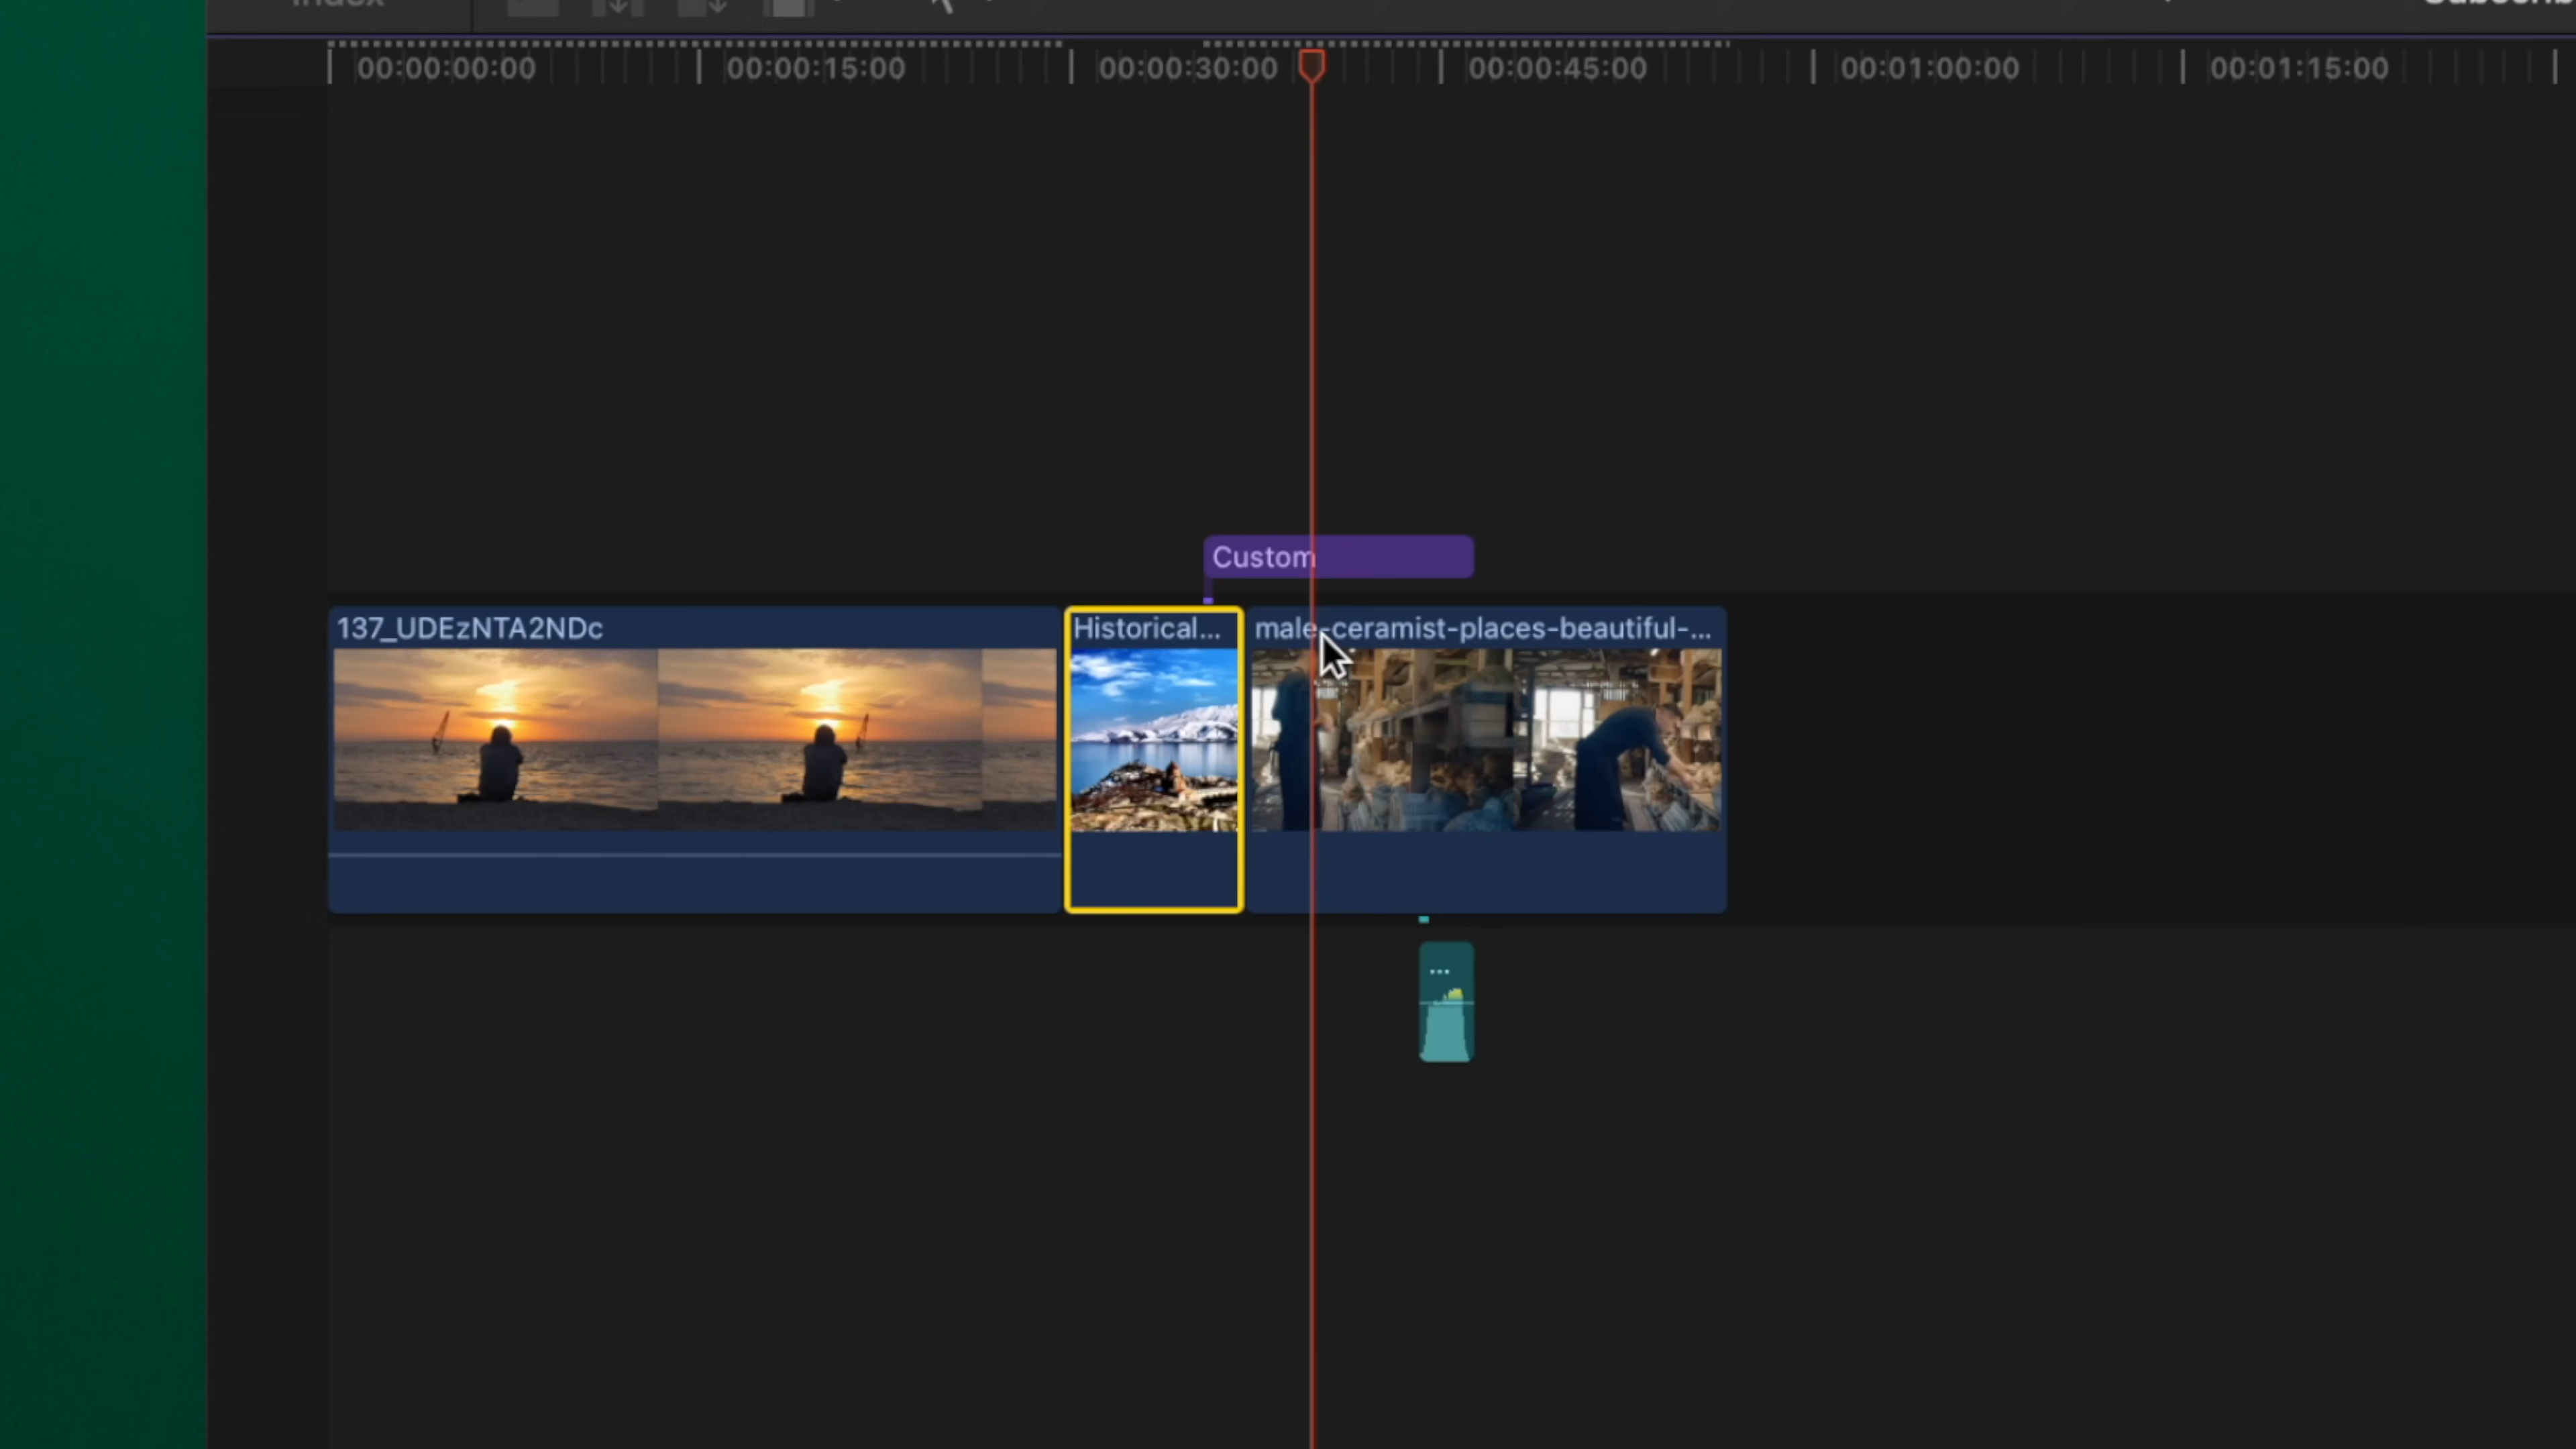 Index
00:00:00:00 00:00:15:00 00:00:30:00 00:00:45:00 00:01:00:00 00:01:15:00
Custom
137_UDEzNTA2NDc Historical... male-ceramist-places-beautiful-...
...